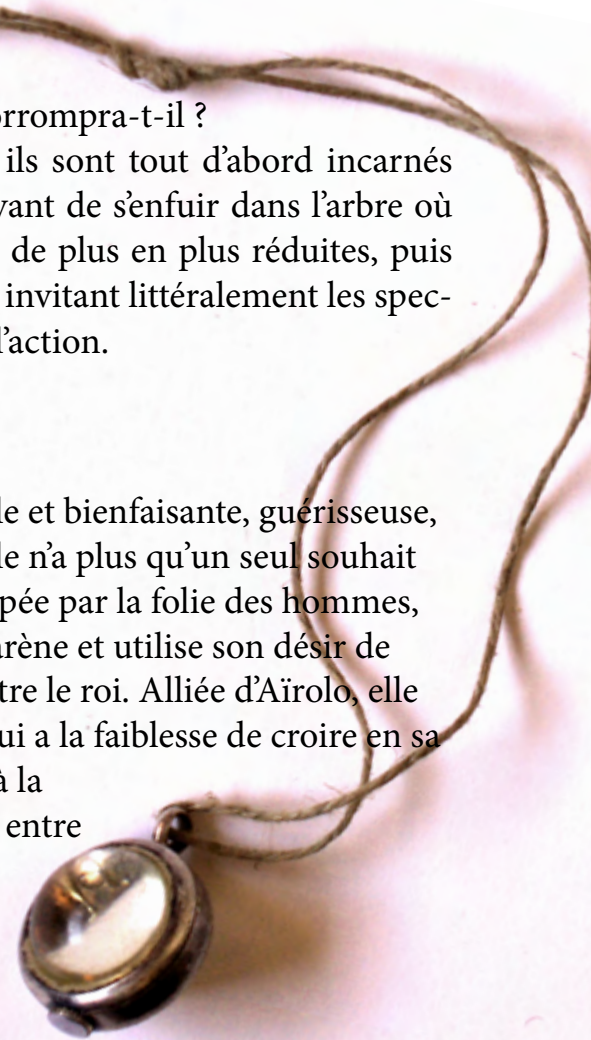 orrompra-t-il ?
ils sont tout d'abord incarnés
vant de s'enfuir dans l'arbre où
de plus en plus réduites, puis
invitant littéralement les spec-
l'action.
le et bienfaisante, guérisseuse,
le n'a plus qu'un seul souhait
pée par la folie des hommes,
arène et utilise son désir de
tre le roi. Alliée d'Aïrolo, elle
ui a la faiblesse de croire en sa
à la
entre